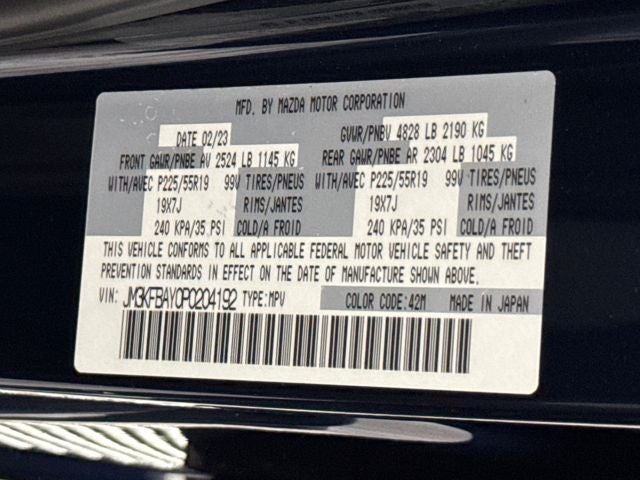 MFD. BY MAZDA MOTOR CORPORATION
DATE 02/23 GVWR/PNBV 4828 LB 2190 KG
FRONT GAWR/PNBE AV 2524 LB 1145 KG REAR GAWR/PNBE AR 2304 LB 1045 KG
WITH/AVEC P225/55R19 99V TIRES/PNEUS WITH/AVEC P225/55R19 99V TIRES/PNEUS
19X7J RIMS/JANTES 19X7J RIMS/JANTES
240 KPA/35 PSI COLD/A FROID 240 KPA/35 PSI COLD/A FROID
THIS VEHICLE CONFORMS TO ALL APPLICABLE FEDERAL MOTOR VEHICLE SAFETY AND THEFT
PREVENTION STANDARDS IN EFFECT ON THE DATE OF MANUFACTURE SHOWN ABOVE.
VIN: JM3KFBAY0P0204192 TYPE:MPV COLOR CODE:42M MADE IN JAPAN